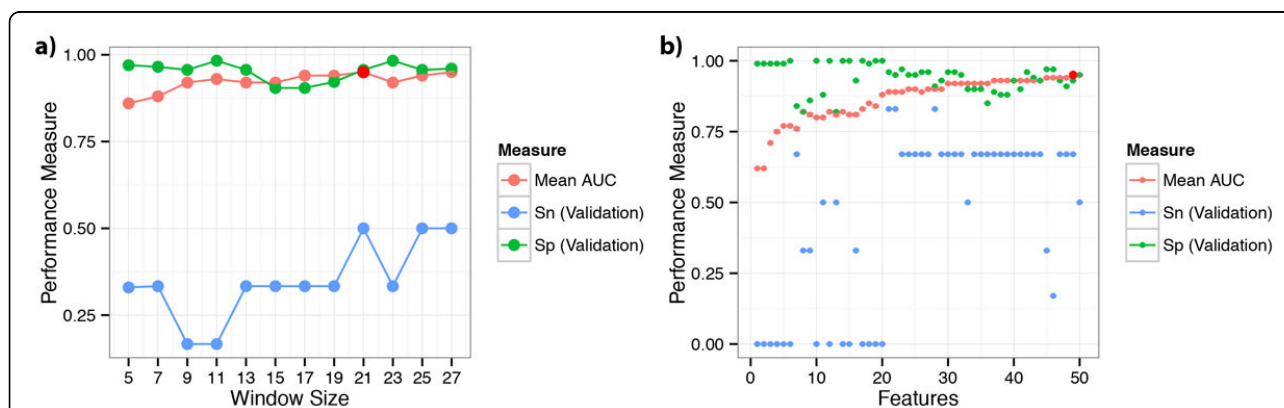 a)
Performance Measure
1.00
0.75
0.50
0.25
5 7 9 11 13 15 17 19 21 23 25 27
Window Size
Measure
Mean AUC
Sn (Validation)
Sp (Validation)
b)
Performance Measure
1.00
0.75
0.50
0.25
0.00
0 10 20 30 40 50
Features
Measure
Mean AUC
Sn (Validation)
Sp (Validation)